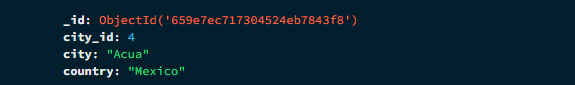 _id: ObjectId('659e7ec717304524eb7843f8')
city_id: 4
city: "Acua"
country: "Mexico"